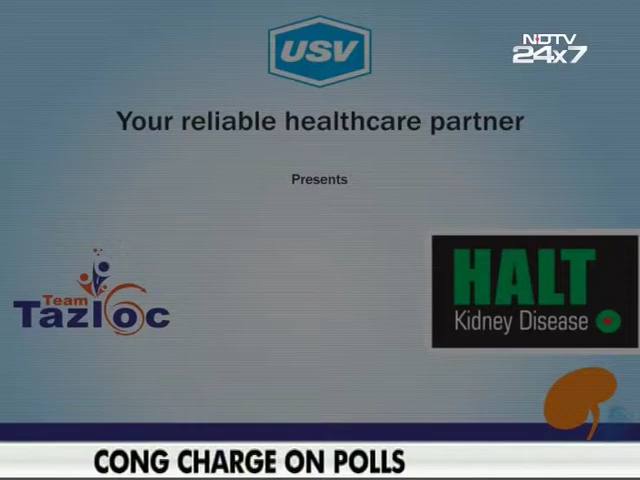 USV
NDTV
24x7
Your reliable healthcare partner
Presents
Team
Tazloc
HALT
Kidney Disease
CONG CHARGE ON POLLS